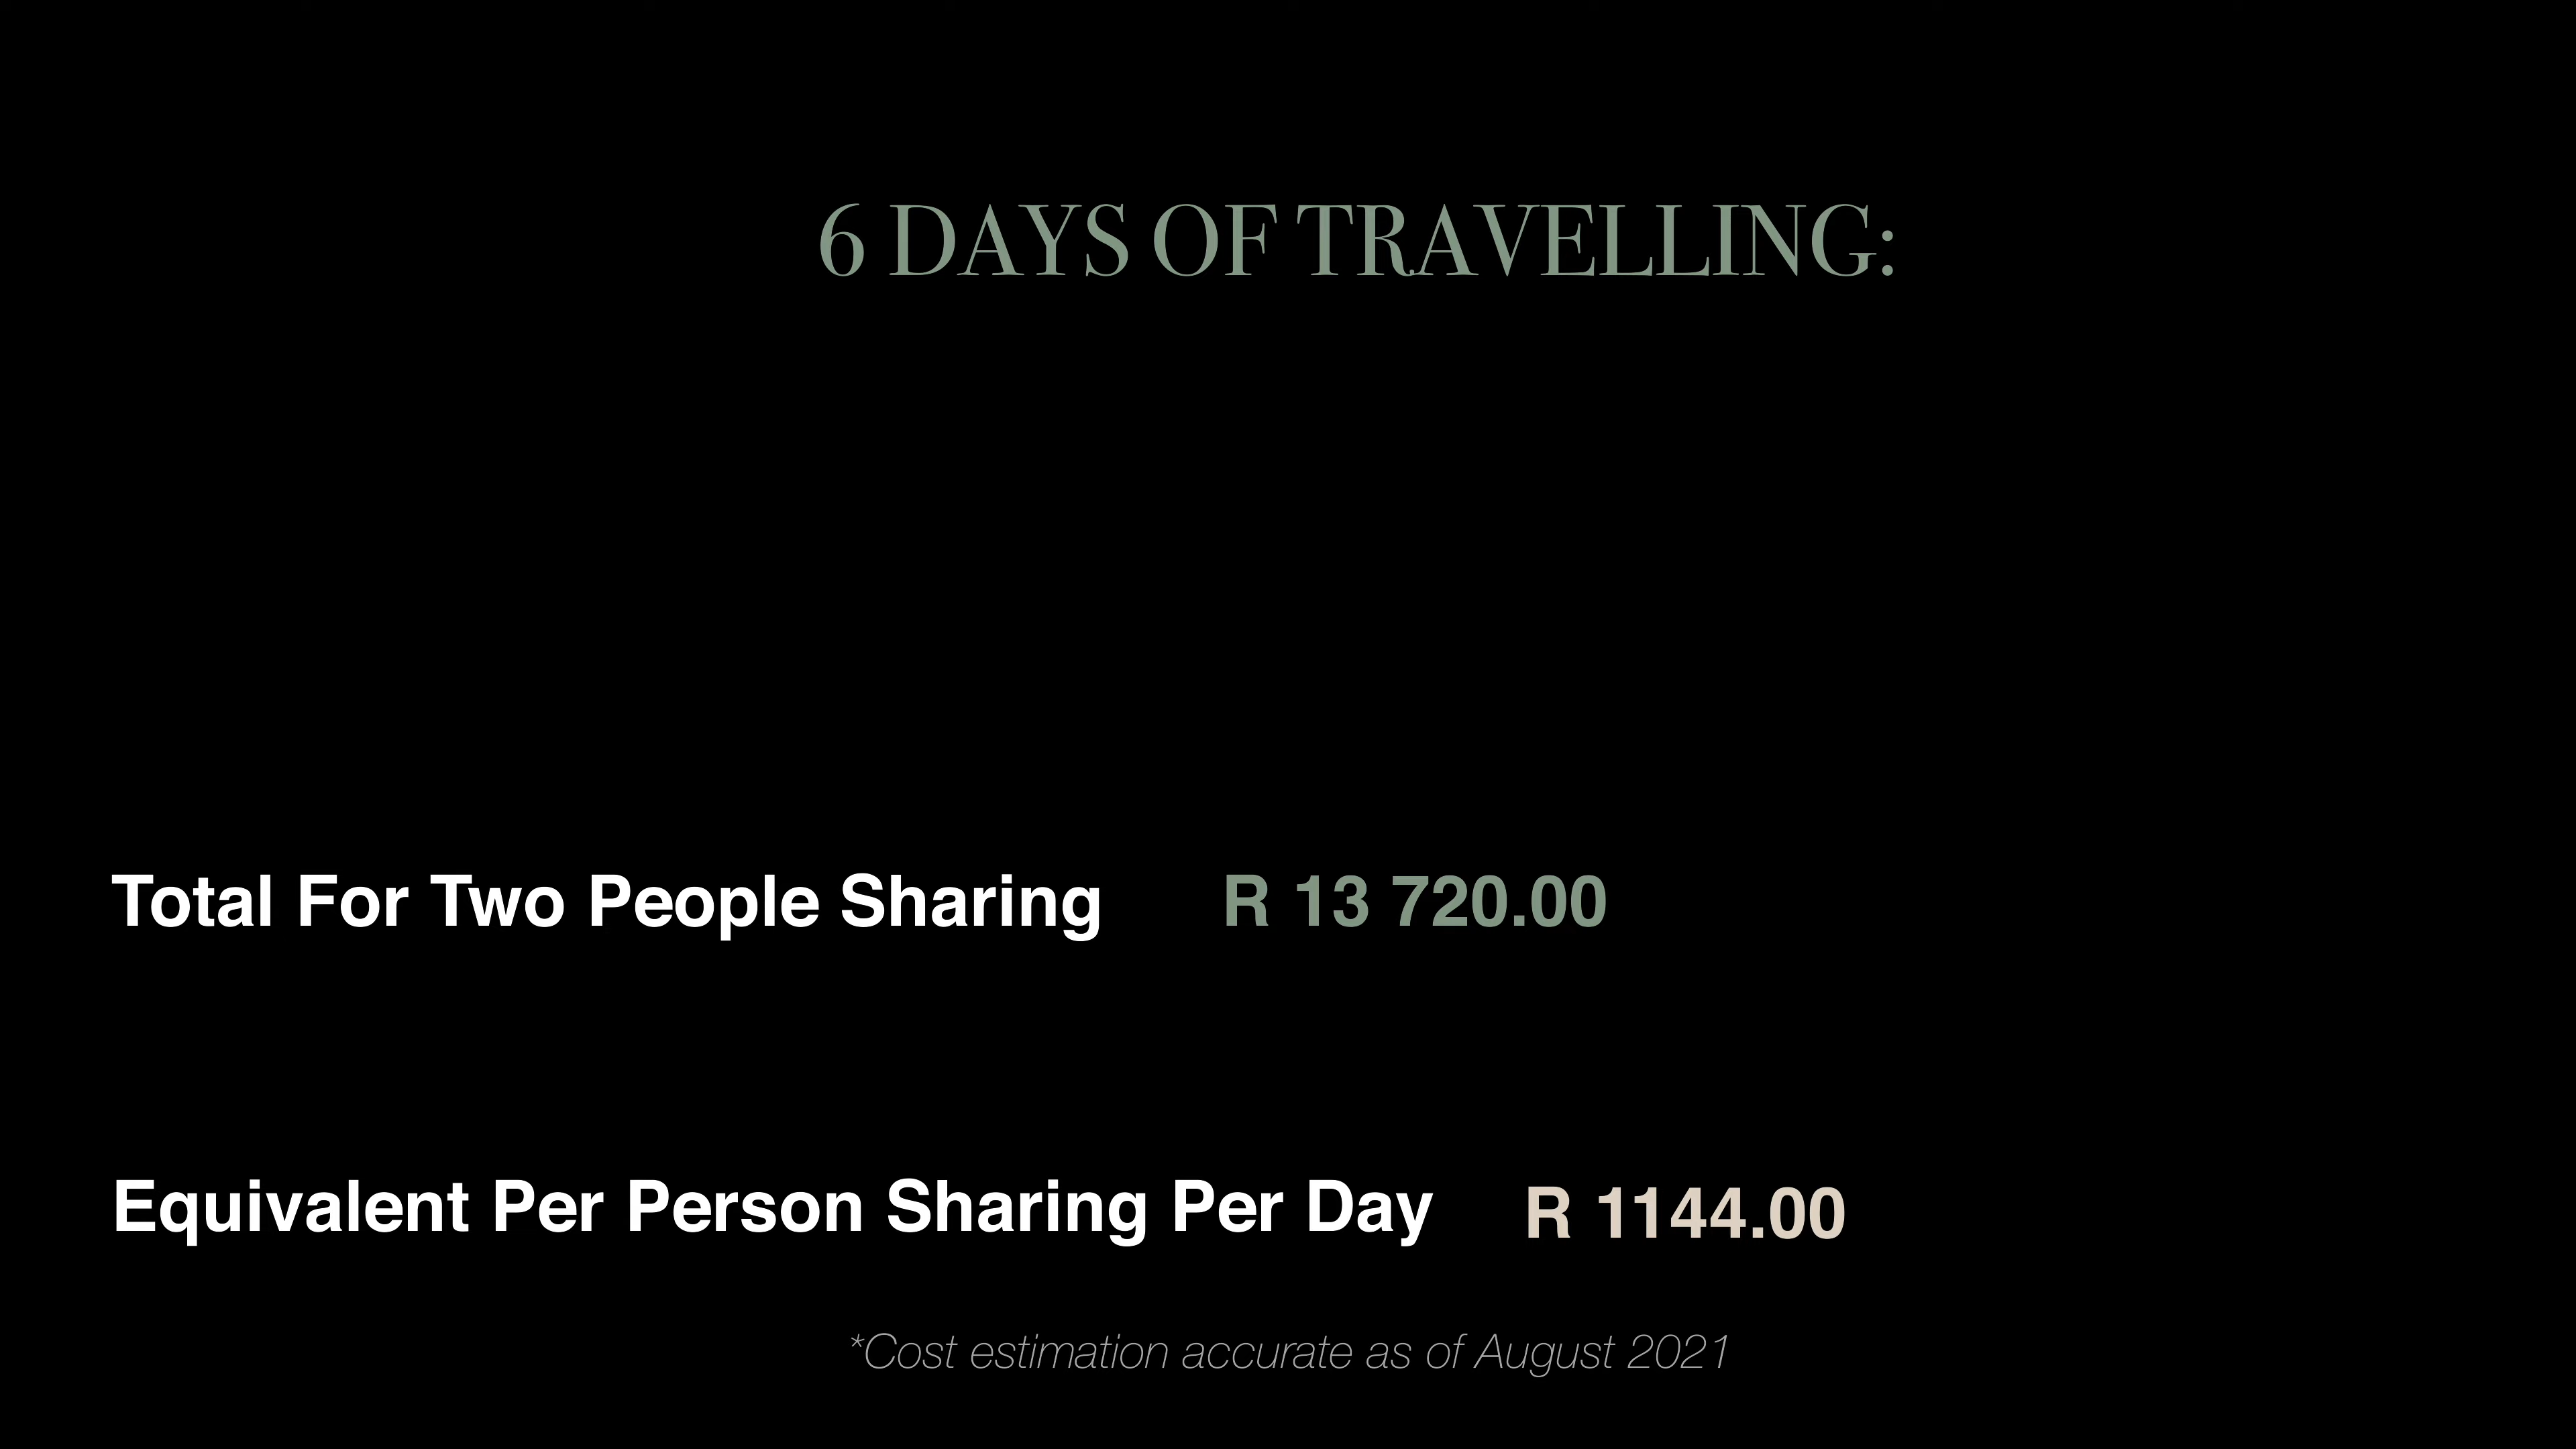 6 DAYS OF TRAVELLING:
Total For Two People Sharing R 13 720.00
Equivalent Per Person Sharing Per Day R 1144.00
*Cost estimation accurate as of August 2021